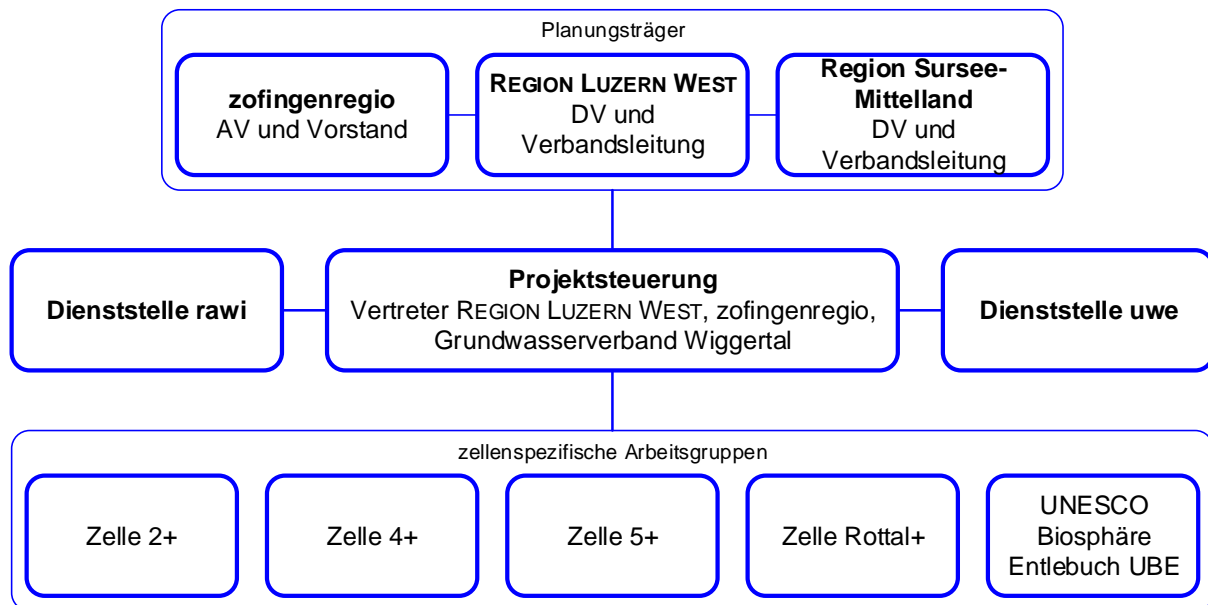 Planungsträger
zofingenregio
AV und Vorstand
REGION LUZERN WEST
DV und
Verbandsleitung
Region Sursee-
Mittelland
DV und
Verbandsleitung
Dienststelle rawi
Projektsteuerung
Vertreter REGION LUZERN WEST, zofingenregio,
Grundwasserverband Wiggertal
Dienststelle uwe
zellenspezifische Arbeitsgruppen
Zelle 2+
Zelle 4+
Zelle 5+
Zelle Rottal+
UNESCO
Biosphäre
Entlebuch UBE